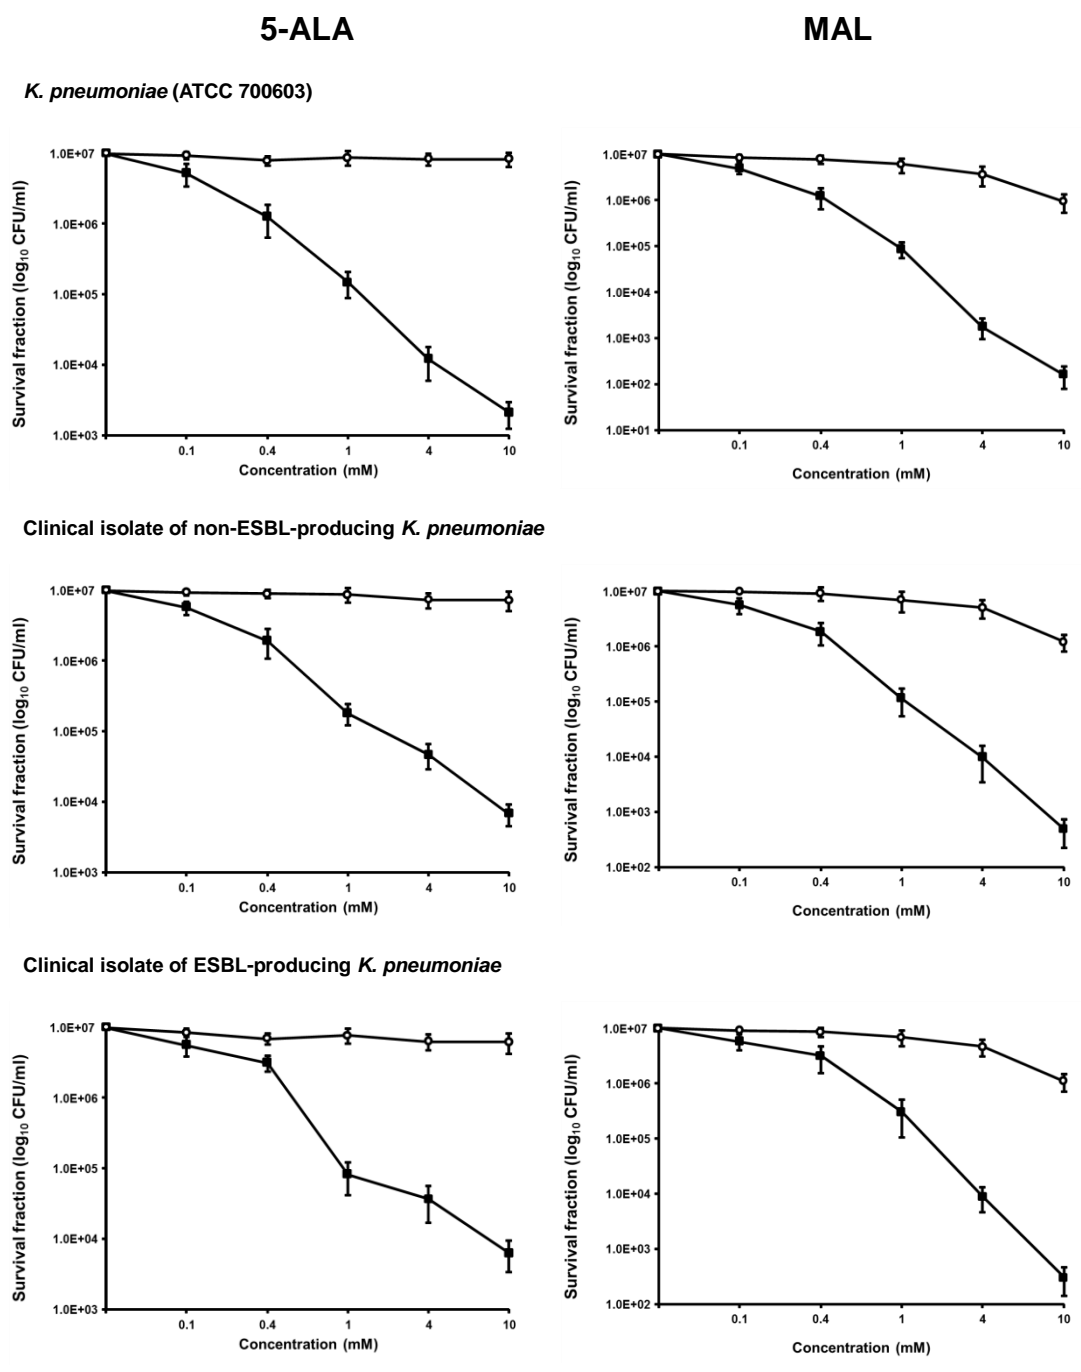 5-ALA
MAL
K. pneumoniae (ATCC 700603)
Survival fraction (log10 CFU/ml)
1.0E+07
1.0E+06
1.0E+05
1.0E+04
1.0E+03
0.1 0.4 1 4 10
Concentration (mM)
Survival fraction (log10 CFU/ml)
1.0E+07
1.0E+06
1.0E+05
1.0E+04
1.0E+03
1.0E+02
1.0E+01
0.1 0.4 1 4 10
Concentration (mM)
Clinical isolate of non-ESBL-producing K. pneumoniae
Survival fraction (log10 CFU/ml)
1.0E+07
1.0E+06
1.0E+05
1.0E+04
1.0E+03
0.1 0.4 1 4 10
Concentration (mM)
Survival fraction (log10 CFU/ml)
1.0E+07
1.0E+06
1.0E+05
1.0E+04
1.0E+03
1.0E+02
0.1 0.4 1 4 10
Concentration (mM)
Clinical isolate of ESBL-producing K. pneumoniae
Survival fraction (log10 CFU/ml)
1.0E+07
1.0E+06
1.0E+05
1.0E+04
1.0E+03
0.1 0.4 1 4 10
Concentration (mM)
Survival fraction (log10 CFU/ml)
1.0E+07
1.0E+06
1.0E+05
1.0E+04
1.0E+03
1.0E+02
0.1 0.4 1 4 10
Concentration (mM)